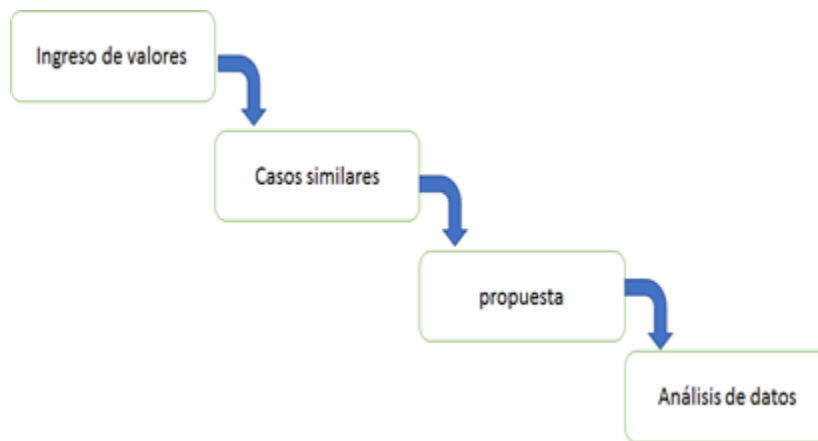 Ingreso de valores
Casos similares
propuesta
Análisis de datos